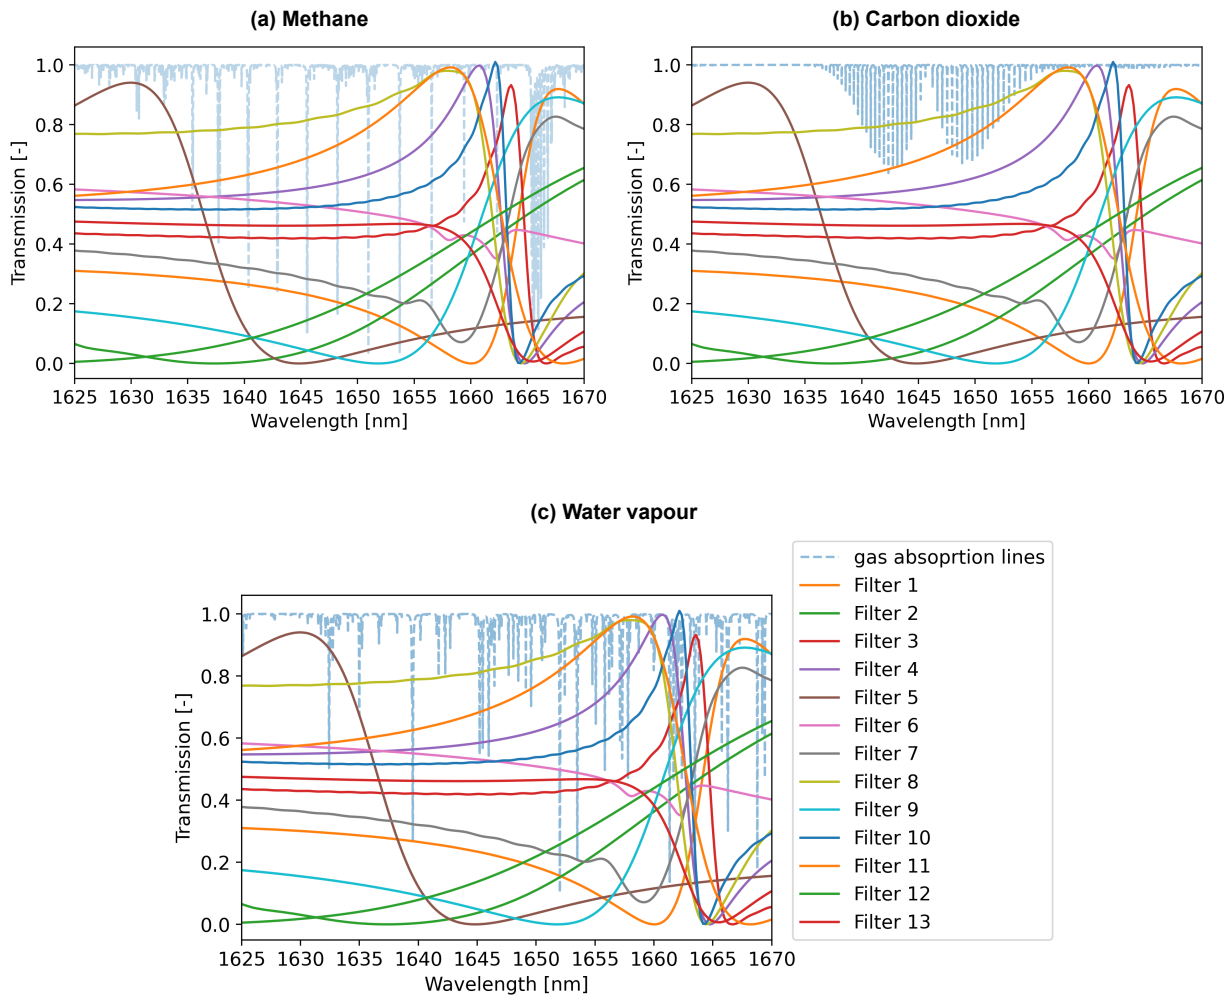 (a) Methane
(b) Carbon dioxide
1.0
0.8
0.6
0.4
0.2
0.0
Transmission [-]
1625 1630 1635 1640 1645 1650 1655 1660 1665 1670
Wavelength [nm]
1.0
0.8
0.6
0.4
0.2
0.0
Transmission [-]
1625 1630 1635 1640 1645 1650 1655 1660 1665 1670
Wavelength [nm]
(c) Water vapour
1.0
0.8
0.6
0.4
0.2
0.0
Transmission [-]
1625 1630 1635 1640 1645 1650 1655 1660 1665 1670
Wavelength [nm]
gas absoprtion lines
Filter 1
Filter 2
Filter 3
Filter 4
Filter 5
Filter 6
Filter 7
Filter 8
Filter 9
Filter 10
Filter 11
Filter 12
Filter 13